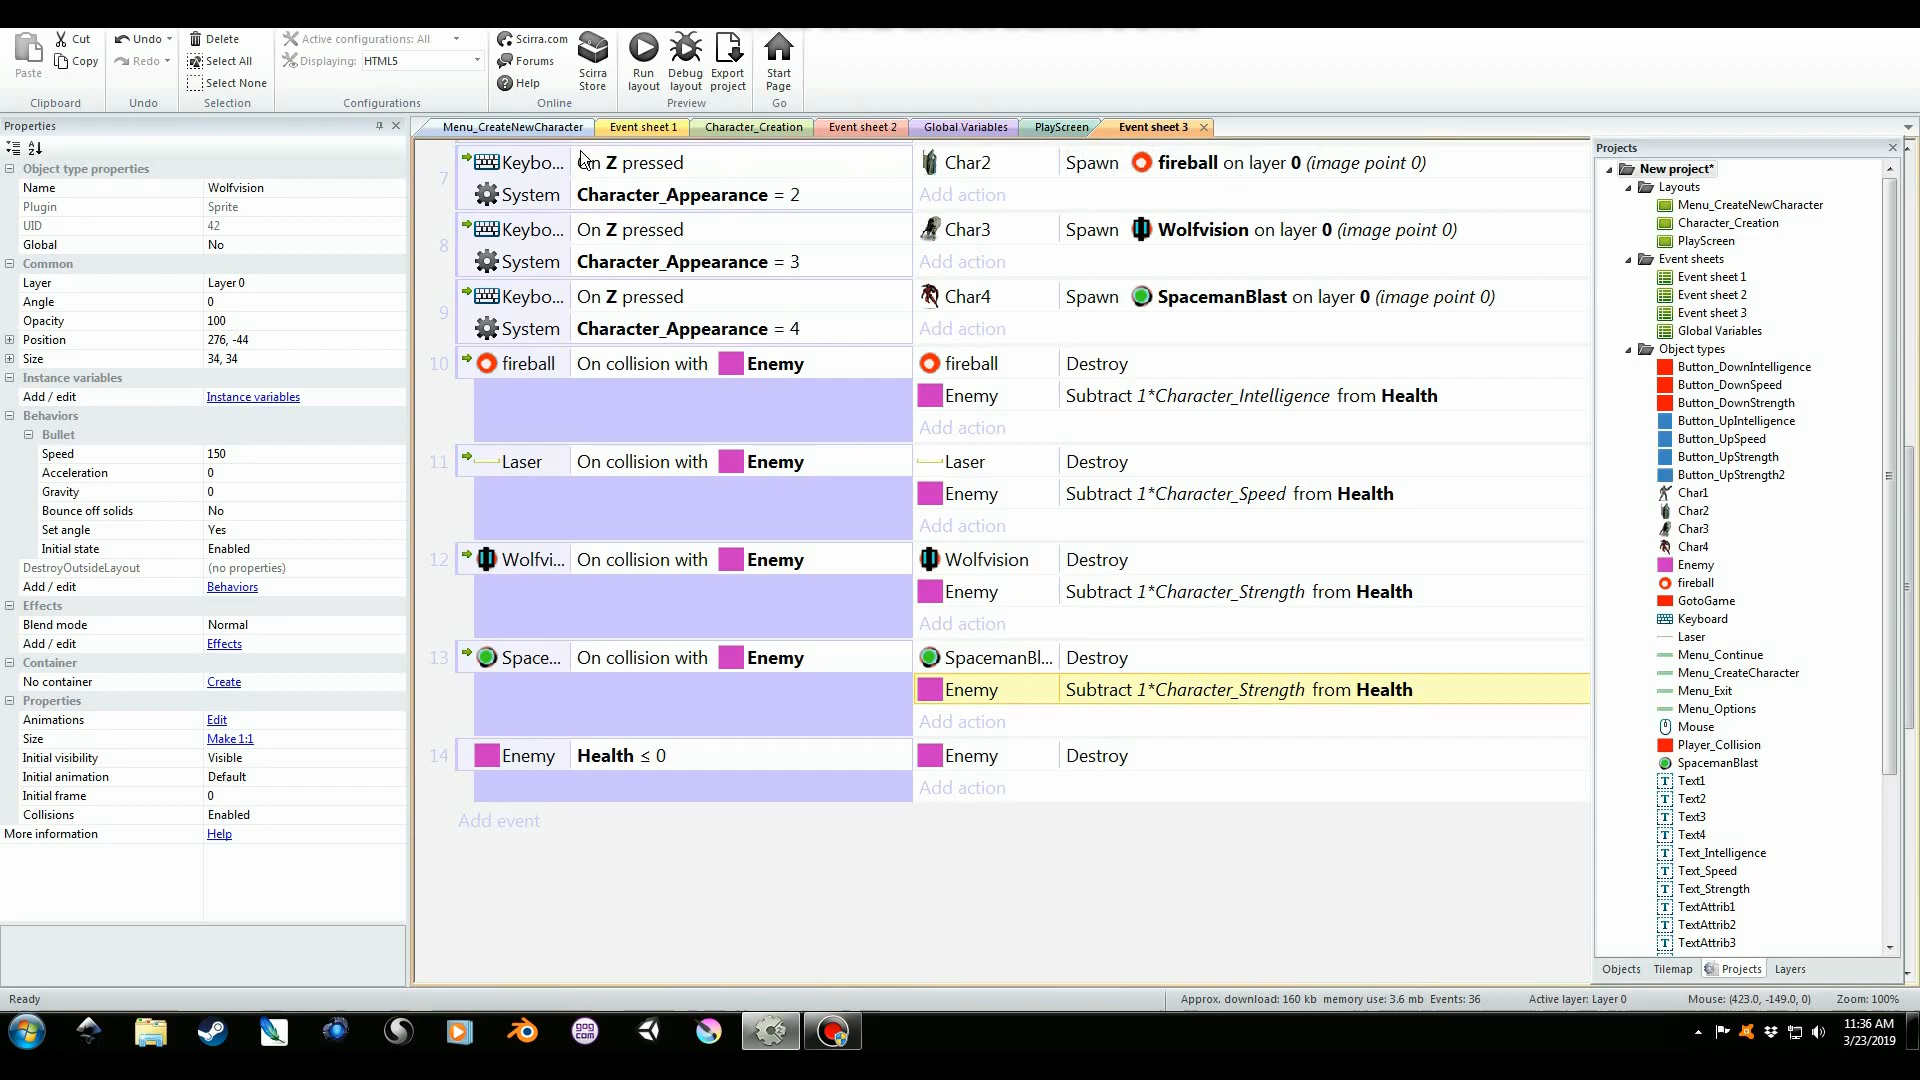 Paste
Cut
Copy
Clipboard
Undo
Redo
Undo
Delete
Select All
Select None
Selection
Active configurations: All
Displaying: HTML5
Configurations
Scirra.com
Forums
Help
Scirra Store
Online
Run layout
Debug layout
Export project
Preview
Start Page
Go
Properties
Menu_CreateNewCharacter
Event sheet 1
Character_Creation
Event sheet 2
Global Variables
PlayScreen
Event sheet 3
Object type properties
Name Wolfvision
Plugin Sprite
UID 42
Global No
Common
Layer Layer 0
Angle 0
Opacity 100
Position 276, -44
Size 34, 34
Instance variables
Add / edit Instance variables
Behaviors
Bullet
Speed 150
Acceleration 0
Gravity 0
Bounce off solids No
Set angle Yes
Initial state Enabled
DestroyOutsideLayout (no properties)
Add / edit Behaviors
Effects
Blend mode Normal
Add / edit Effects
Container
No container Create
Properties
Animations Edit
Size Make 1:1
Initial visibility Visible
Initial animation Default
Initial frame 0
Collisions Enabled
More information Help
7 Keybo... On Z pressed Char2 Spawn fireball on layer 0 (image point 0)
System Character_Appearance = 2 Add action
8 Keybo... On Z pressed Char3 Spawn Wolfvision on layer 0 (image point 0)
System Character_Appearance = 3 Add action
9 Keybo... On Z pressed Char4 Spawn SpacemanBlast on layer 0 (image point 0)
System Character_Appearance = 4 Add action
10 fireball On collision with Enemy fireball Destroy
Enemy Subtract 1*Character_Intelligence from Health
Add action
11 Laser On collision with Enemy Laser Destroy
Enemy Subtract 1*Character_Speed from Health
Add action
12 Wolfvi... On collision with Enemy Wolfvision Destroy
Enemy Subtract 1*Character_Strength from Health
Add action
13 Space... On collision with Enemy SpacemanBl... Destroy
Enemy Subtract 1*Character_Strength from Health
Add action
14 Enemy Health ≤ 0 Enemy Destroy
Add action
Add event
Projects
New project*
Layouts
Menu_CreateNewCharacter
Character_Creation
PlayScreen
Event sheets
Event sheet 1
Event sheet 2
Event sheet 3
Global Variables
Object types
Button_DownIntelligence
Button_DownSpeed
Button_DownStrength
Button_UpIntelligence
Button_UpSpeed
Button_UpStrength
Button_UpStrength2
Char1
Char2
Char3
Char4
Enemy
fireball
GotoGame
Keyboard
Laser
Menu_Continue
Menu_CreateCharacter
Menu_Exit
Menu_Options
Mouse
Player_Collision
SpacemanBlast
Text1
Text2
Text3
Text4
Text_Intelligence
Text_Speed
Text_Strength
TextAttrib1
TextAttrib2
TextAttrib3
Objects Tilemap Projects Layers
Ready
Approx. download: 160 kb memory use: 3.6 mb Events: 36
Active layer: Layer 0
Mouse: (423.0, -149.0, 0)
Zoom: 100%
GOG COM
11:36 AM
3/23/2019